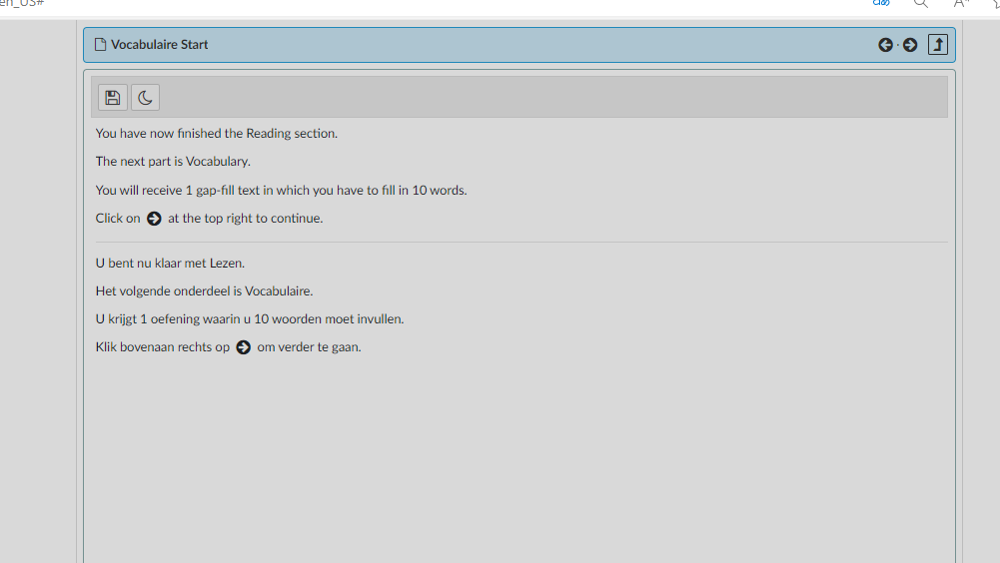 en_US#
Vocabulaire Start
You have now finished the Reading section.
The next part is Vocabulary.
You will receive 1 gap-fill text in which you have to fill in 10 words.
Click on at the top right to continue.
U bent nu klaar met Lezen.
Het volgende onderdeel is Vocabulaire.
U krijgt 1 oefening waarin u 10 woorden moet invullen.
Klik bovenaan rechts op om verder te gaan.